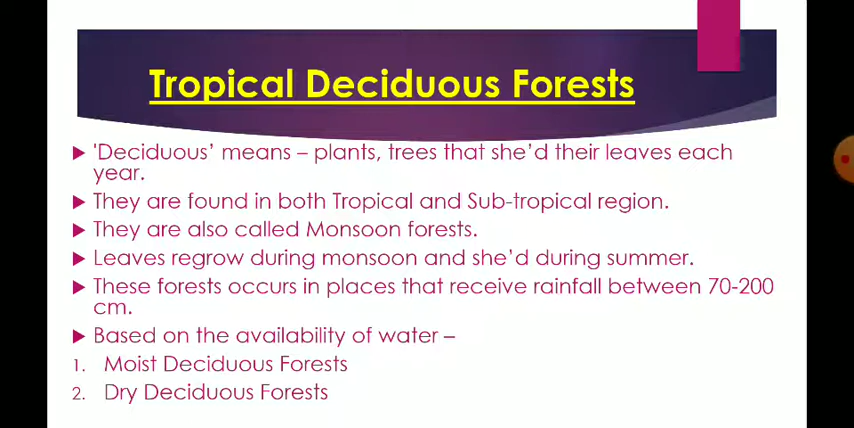 Tropical Deciduous Forests
'Deciduous’ means – plants, trees that she’d their leaves each
year.
They are found in both Tropical and Sub-tropical region.
They are also called Monsoon forests.
Leaves regrow during monsoon and she’d during summer.
These forests occurs in places that receive rainfall between 70-200
cm.
Based on the availability of water –
1. Moist Deciduous Forests
2. Dry Deciduous Forests